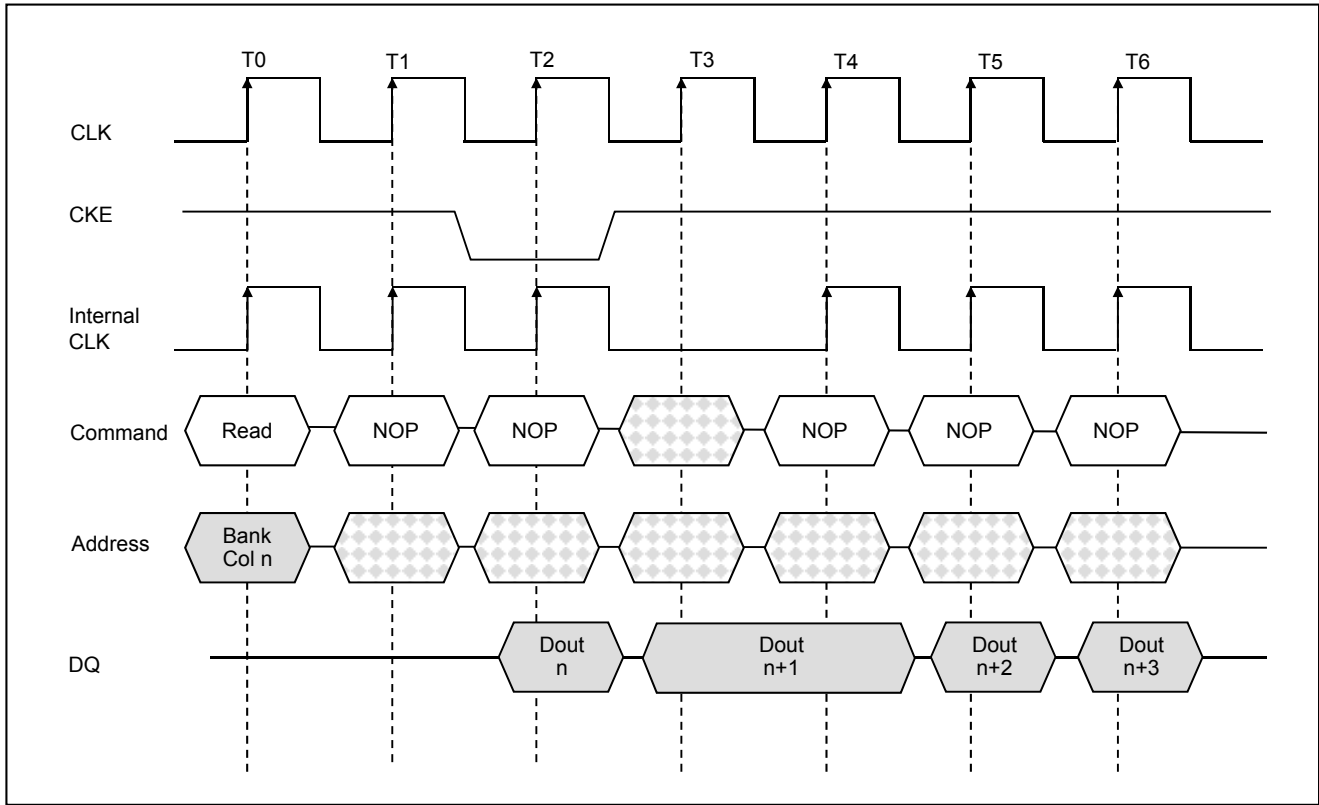 T0 T1 T2 T3 T4 T5 T6
CLK
CKE
Internal
CLK
Command Read NOP NOP NOP NOP NOP
Address Bank
Col n
DQ Dout Dout Dout Dout
n n+1 n+2 n+3